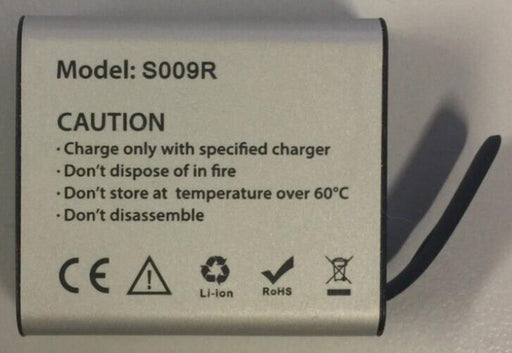 Model: S009R
CAUTION
· Charge only with specified charger
· Don't dispose of in fire
· Don't store at temperature over 60°C
· Don't disassemble
CE
Li-ion RoHS